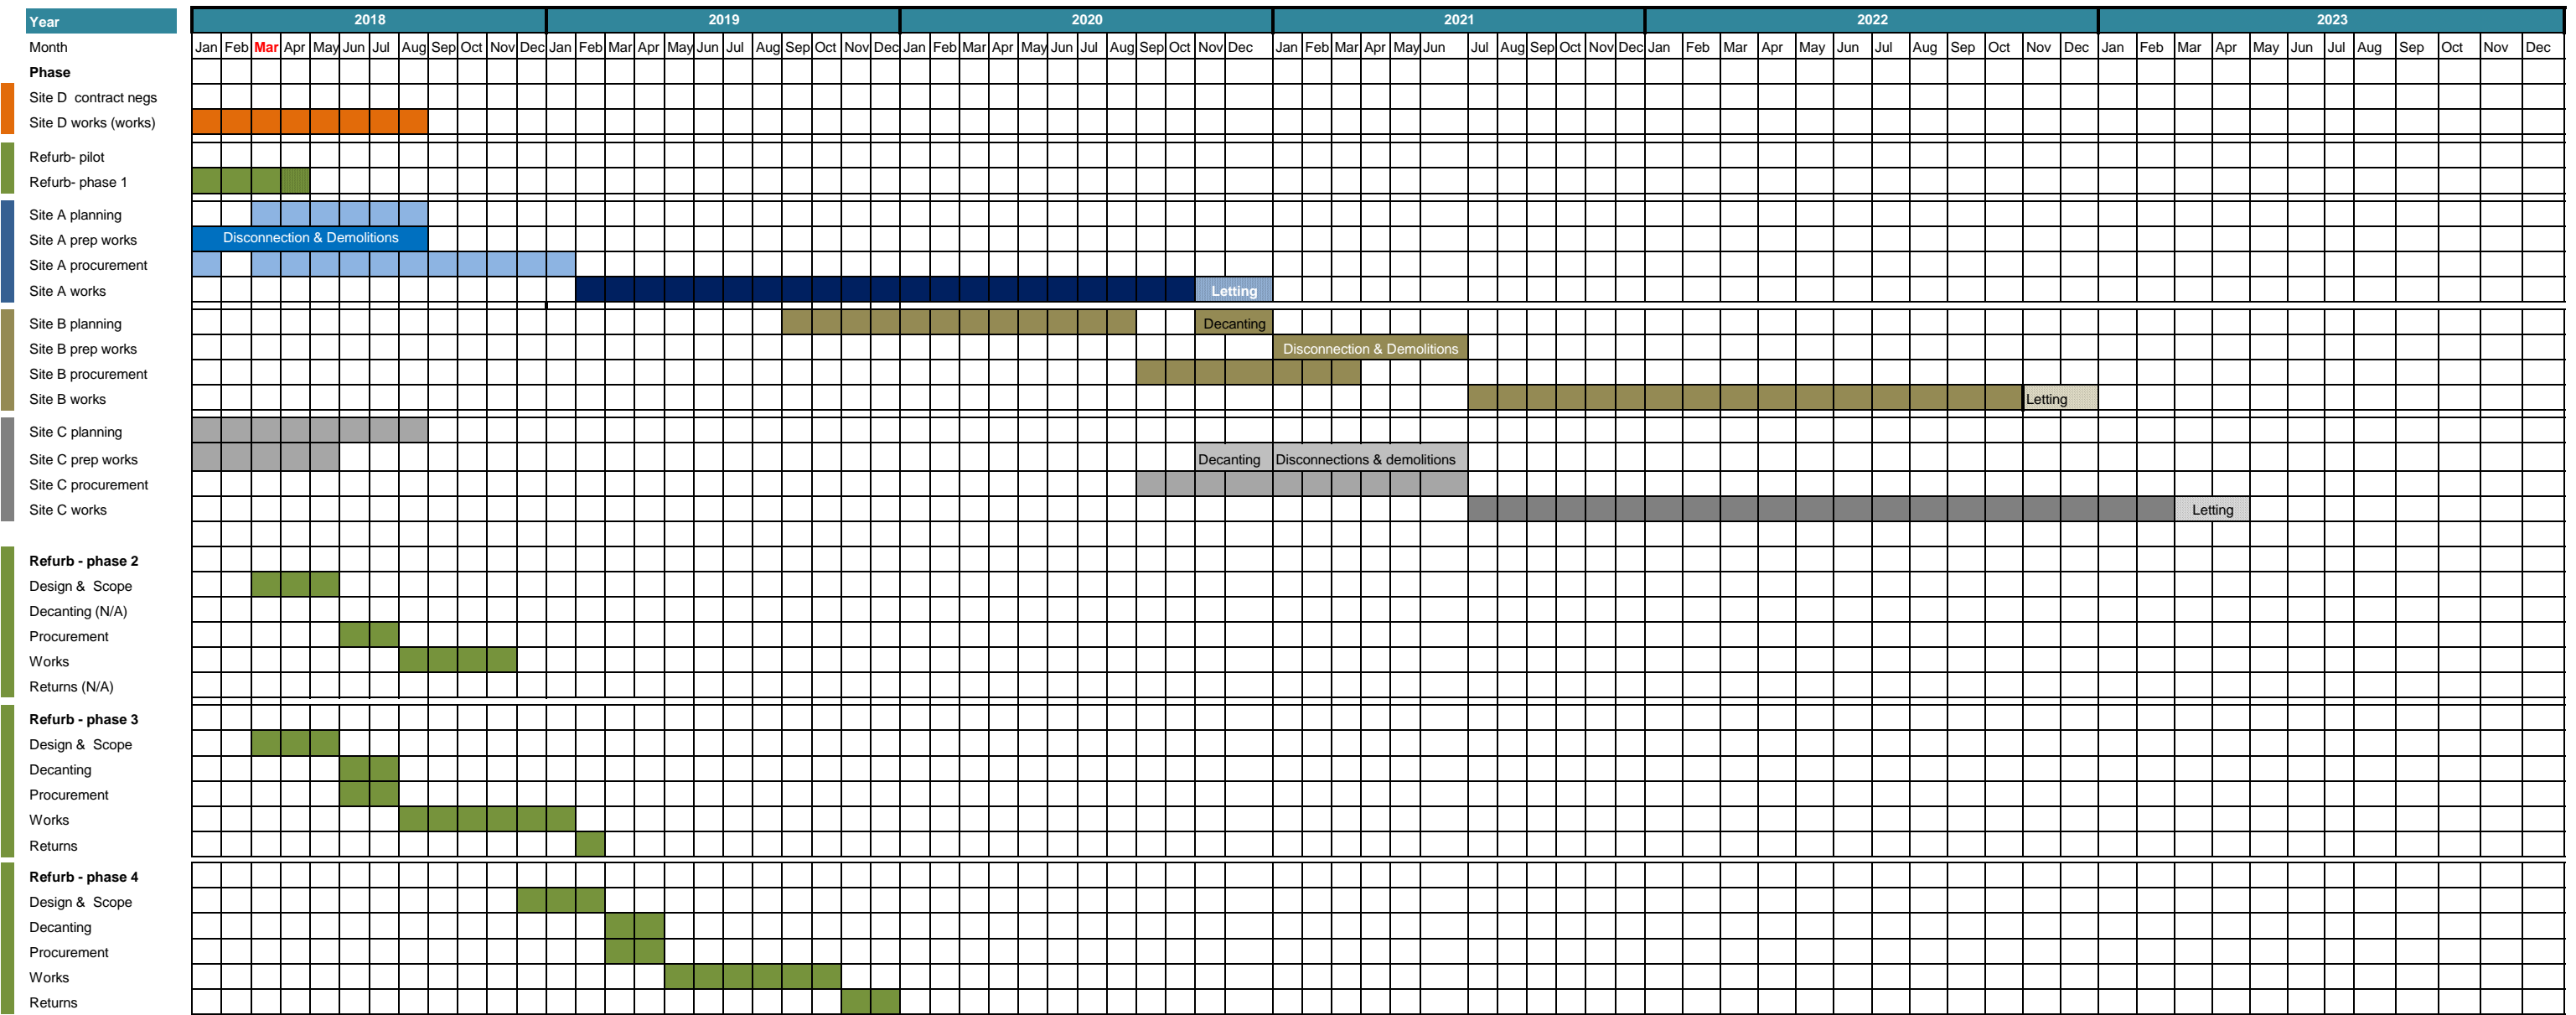 Year 2018 2019 2020 2021 2022 2023
Month Jan Feb Mar Apr May Jun Jul Aug Sep Oct Nov Dec Jan Feb Mar Apr May Jun Jul Aug Sep Oct Nov Dec Jan Feb Mar Apr May Jun Jul Aug Sep Oct Nov Dec Jan Feb Mar Apr May Jun Jul Aug Sep Oct Nov Dec Jan Feb Mar Apr May Jun Jul Aug Sep Oct Nov Dec Jan Feb Mar Apr May Jun Jul Aug Sep Oct Nov Dec
Phase
Site D contract negs
Site D works (works)
Refurb- pilot
Refurb- phase 1
Site A planning
Site A prep works Disconnection & Demolitions
Site A procurement
Site A works Letting
Site B planning Decanting
Site B prep works Disconnection & Demolitions
Site B procurement
Site B works Letting
Site C planning
Site C prep works Decanting Disconnections & demolitions
Site C procurement
Site C works Letting
Refurb - phase 2
Design & Scope
Decanting (N/A)
Procurement
Works
Returns (N/A)
Refurb - phase 3
Design & Scope
Decanting
Procurement
Works
Returns
Refurb - phase 4
Design & Scope
Decanting
Procurement
Works
Returns